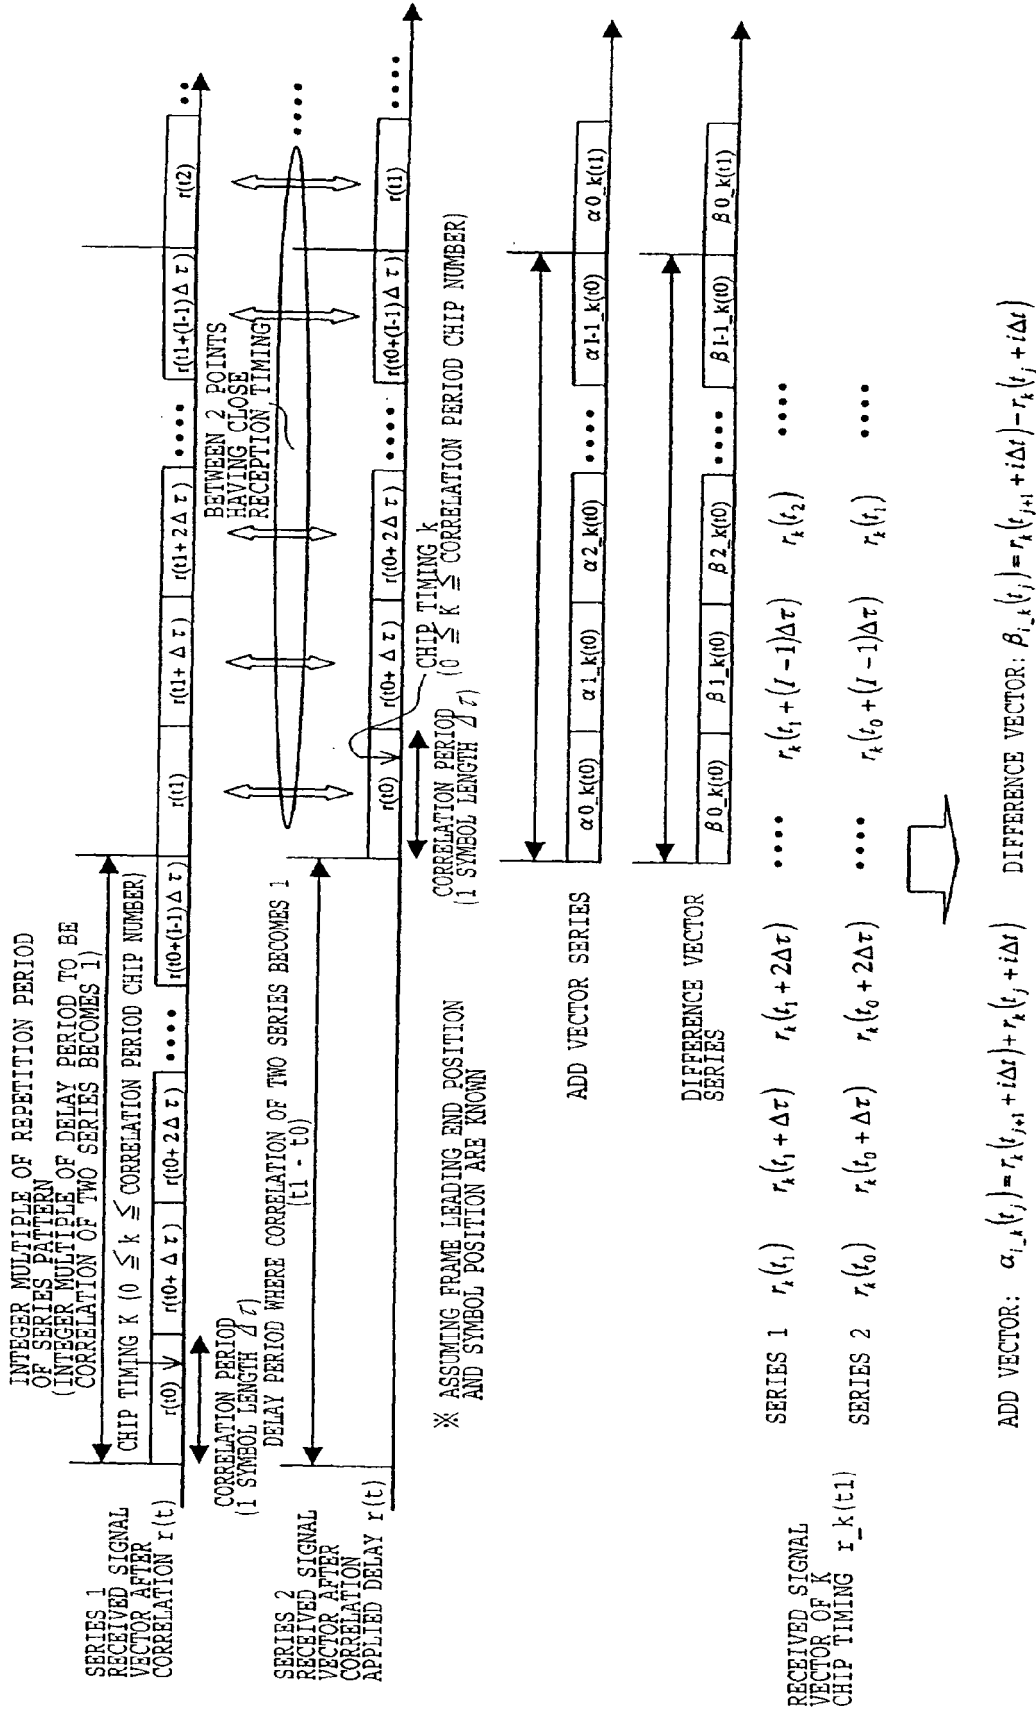 INTEGER MULTIPLE OF REPETITION PERIOD
OF SERIES PATTERN
(INTEGER MULTIPLE OF DELAY PERIOD TO BE
CORRELATION OF TWO SERIES BECOMES 1)
SERIES 1
RECEIVED SIGNAL
VECTOR AFTER
CORRELATION r(t)
CHIP TIMING K (0 ≦ k ≦ CORRELATION PERIOD CHIP NUMBER)
r(t0) r(t0+ Δ τ) r(t0+2Δ τ) •••• r(t0+(I-1)Δ τ) r(t1) r(t1+ Δ τ) r(t1+ 2Δ τ) •••• r(t1+(I-1)Δ τ) r(t2) ••
CORRELATION PERIOD
(1 SYMBOL LENGTH Δ τ)
BETWEEN 2 POINTS
HAVING CLOSE
RECEPTION TIMING
••••
SERIES 2
RECEIVED SIGNAL
VECTOR AFTER
CORRELATION
APPLIED DELAY r(t)
DELAY PERIOD WHERE CORRELATION OF TWO SERIES BECOMES 1
(t1 - t0)
r(t0) r(t0+ Δ τ) r(t0+ 2Δ τ) •••• r(t0+(I-1)Δ τ) r(t1) ••••
CHIP TIMING k
(0 ≦ K ≦ CORRELATION PERIOD CHIP NUMBER)
CORRELATION PERIOD
(1 SYMBOL LENGTH Δ τ)
※ ASSUMING FRAME LEADING END POSITION
AND SYMBOL POSITION ARE KNOWN
ADD VECTOR SERIES
α0_k(t0) α1_k(t0) α2_k(t0) •••• αI-1_k(t0) α0_k(t1)
DIFFERENCE VECTOR
SERIES
β0_k(t0) β1_k(t0) β2_k(t0) •••• βI-1_k(t0) β0_k(t1)
RECEIVED SIGNAL
VECTOR OF K
CHIP TIMING r_k(t1)
SERIES 1 r_k(t_1) r_k(t_1 + Δτ) r_k(t_1 + 2Δτ) •••• r_k(t_1 + (I - 1)Δτ) r_k(t_2) ••••
SERIES 2 r_k(t_0) r_k(t_0 + Δτ) r_k(t_0 + 2Δτ) •••• r_k(t_0 + (I - 1)Δτ) r_k(t_1) ••••
ADD VECTOR: α_{i_k}(t_j) = r_k(t_{j+1} + iΔt) + r_k(t_j + iΔt) DIFFERENCE VECTOR: β_{i_k}(t_j) = r_k(t_{j+1} + iΔt) − r_k(t_j + iΔt)